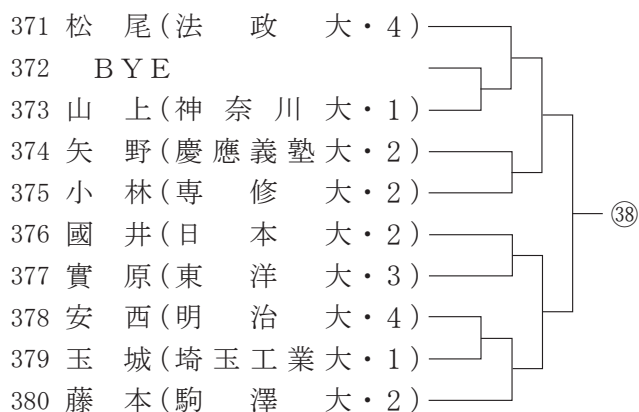 371 松尾(法政大・4)
372 BYE
373 山上(神奈川大・1)
374 矢野(慶應義塾大・2)
375 小林(専修大・2)
376 國井(日本大・2)
377 實原(東洋大・3)
378 安西(明治大・4)
379 玉城(埼玉工業大・1)
380 藤本(駒澤大・2)
㊳